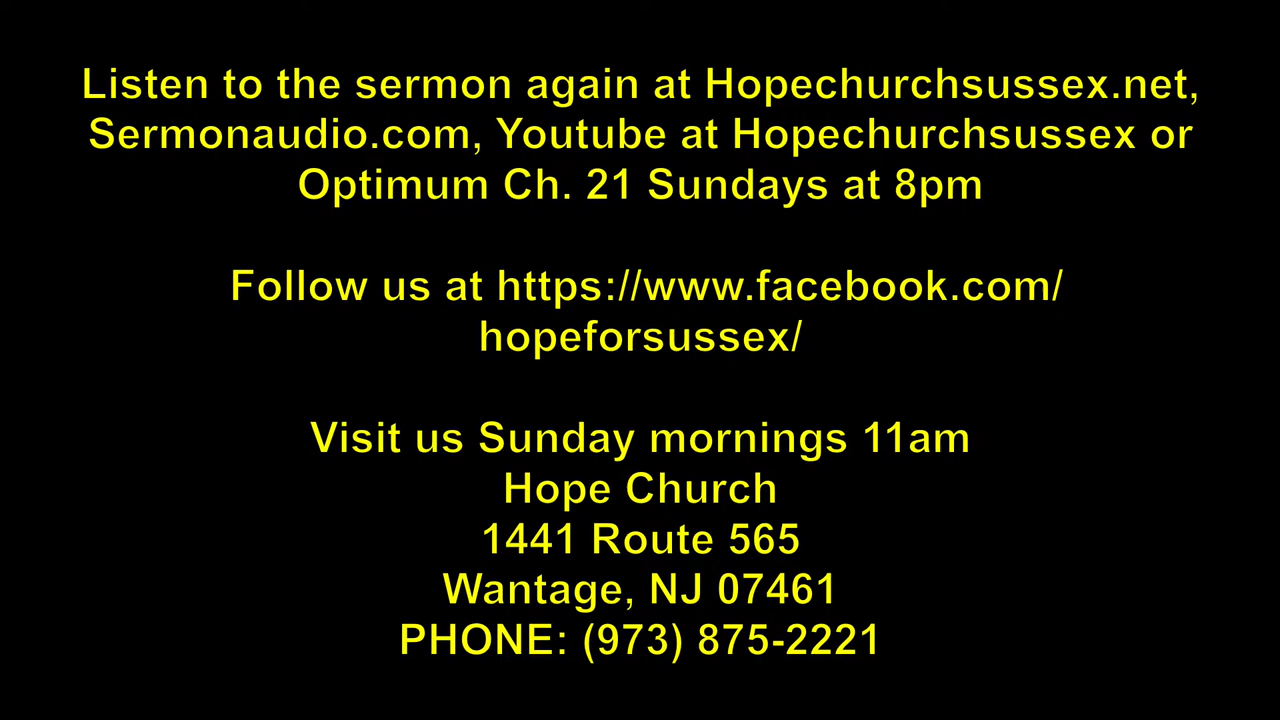 Listen to the sermon again at Hopechurchsussex.net,
Sermonaudio.com, Youtube at Hopechurchsussex or
Optimum Ch. 21 Sundays at 8pm
Follow us at https://www.facebook.com/
hopeforsussex/
Visit us Sunday mornings 11am
Hope Church
1441 Route 565
Wantage, NJ 07461
PHONE: (973) 875-2221